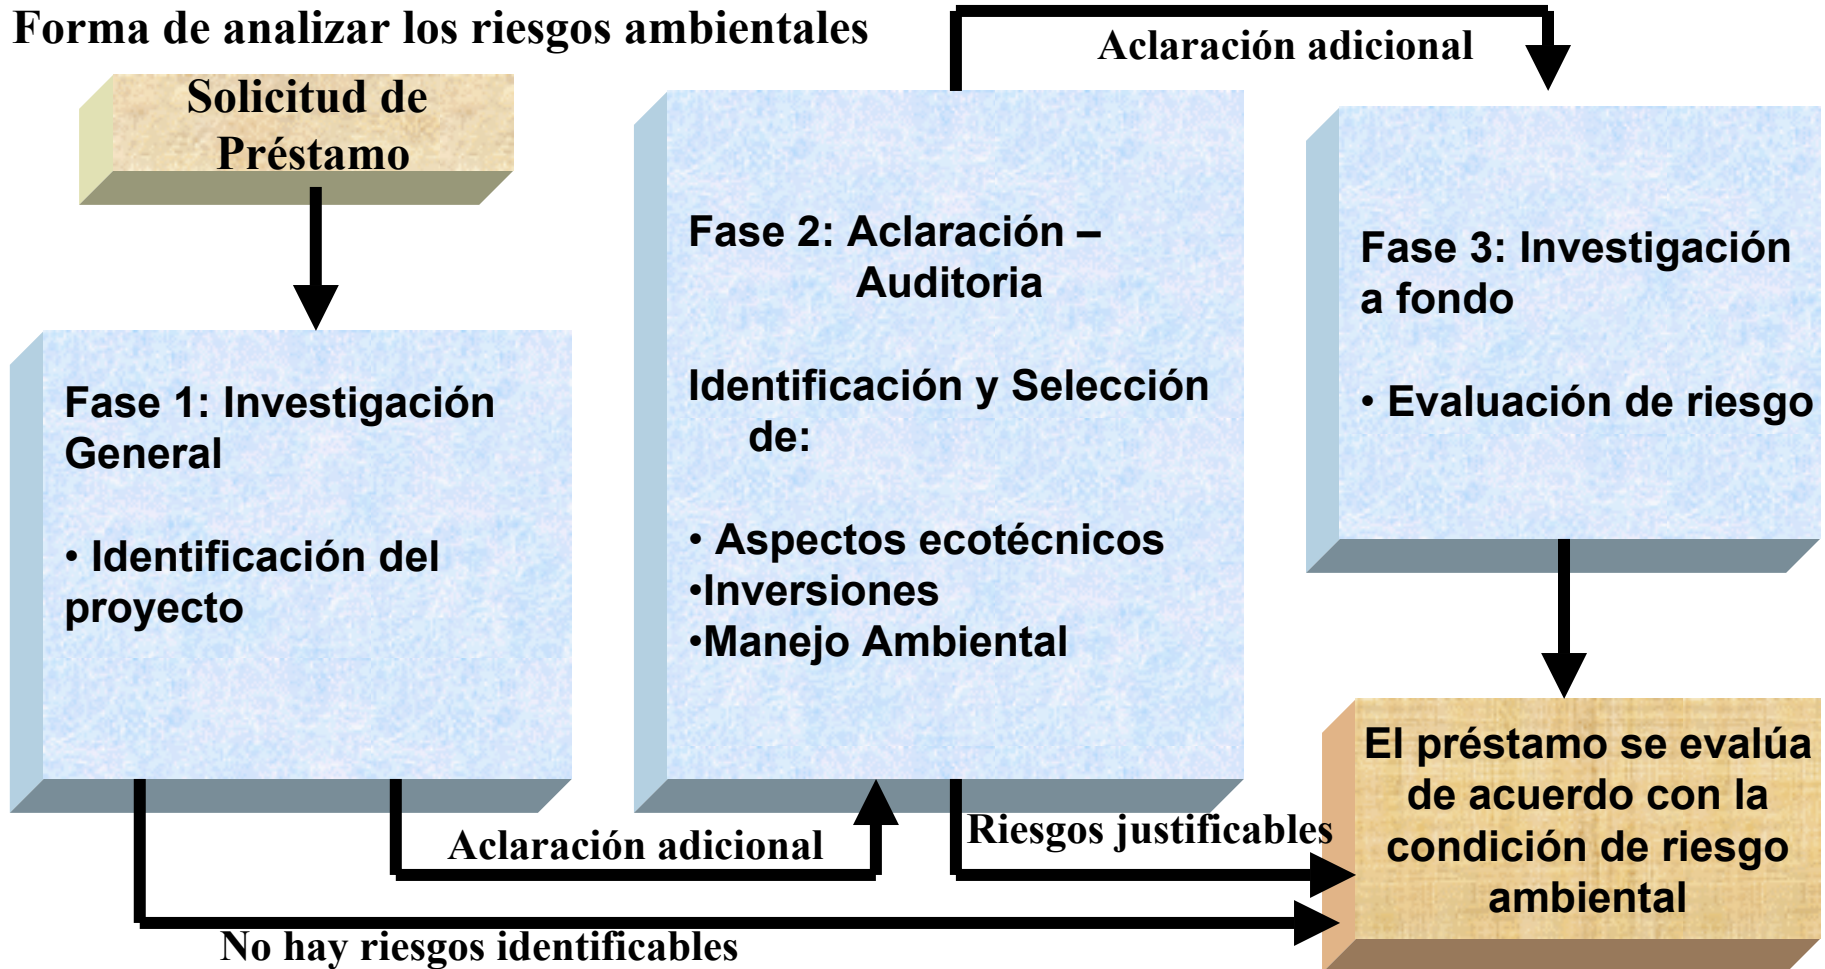 Forma de analizar los riesgos ambientales
Solicitud de
Préstamo
Fase 1: Investigación
General
• Identificación del
proyecto
Aclaración adicional
No hay riesgos identificables
Fase 2: Aclaración –
Auditoria
Identificación y Selección
de:
• Aspectos ecotécnicos
•Inversiones
•Manejo Ambiental
Riesgos justificables
Aclaración adicional
Fase 3: Investigación
a fondo
• Evaluación de riesgo
El préstamo se evalúa
de acuerdo con la
condición de riesgo
ambiental